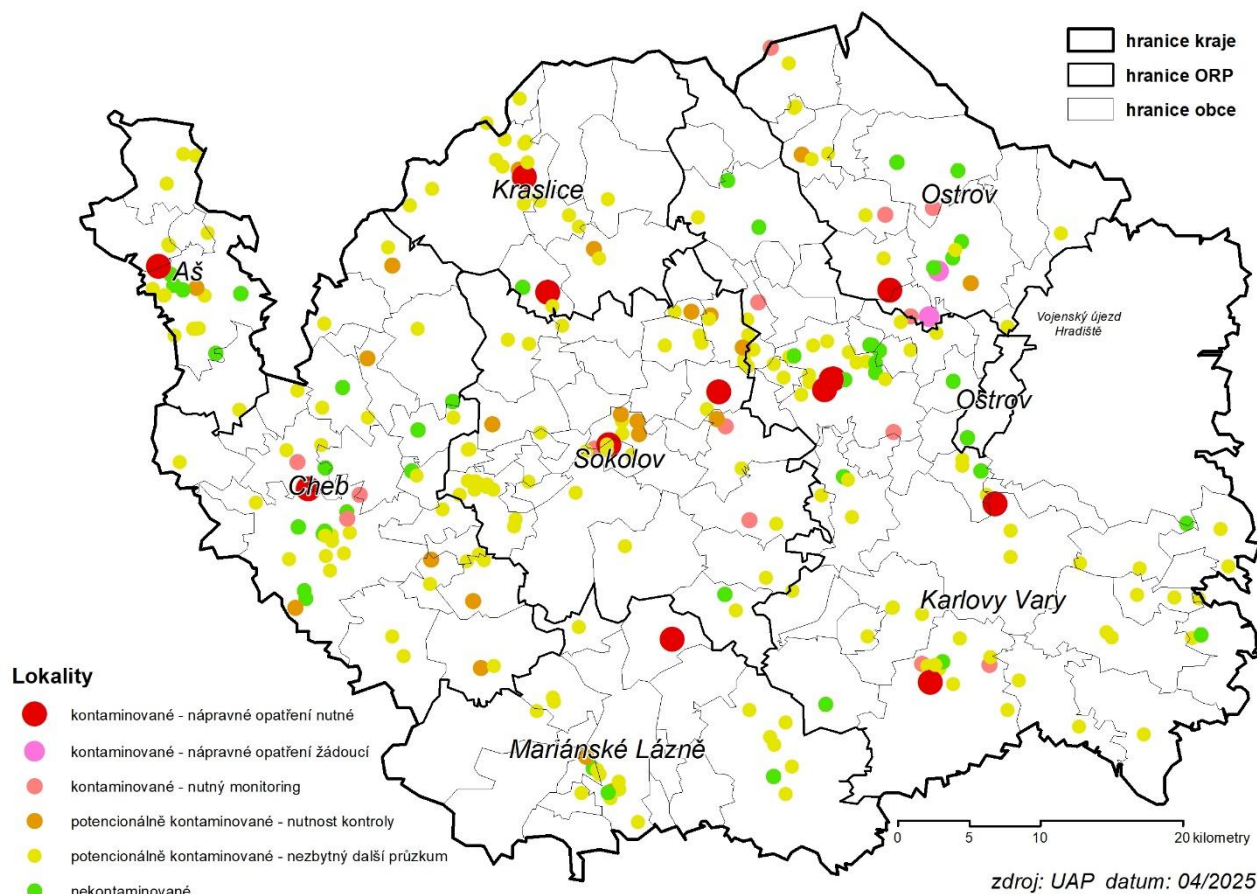 hranice kraje
hranice ORP
hranice obce
Kraslice
Ostrov
Aš
Vojenský újezd
Hradiště
Ostrov
Sokolov
Cheb
Karlovy Vary
Mariánské Lázně
Lokality
kontaminované - nápravné opatření nutné
kontaminované - nápravné opatření žádoucí
kontaminované - nutný monitoring
potencionálně kontaminované - nutnost kontroly
potencionálně kontaminované - nezbytný další průzkum
nekontaminované
0 5 10 20 kilometry
zdroj: UAP datum: 04/2025